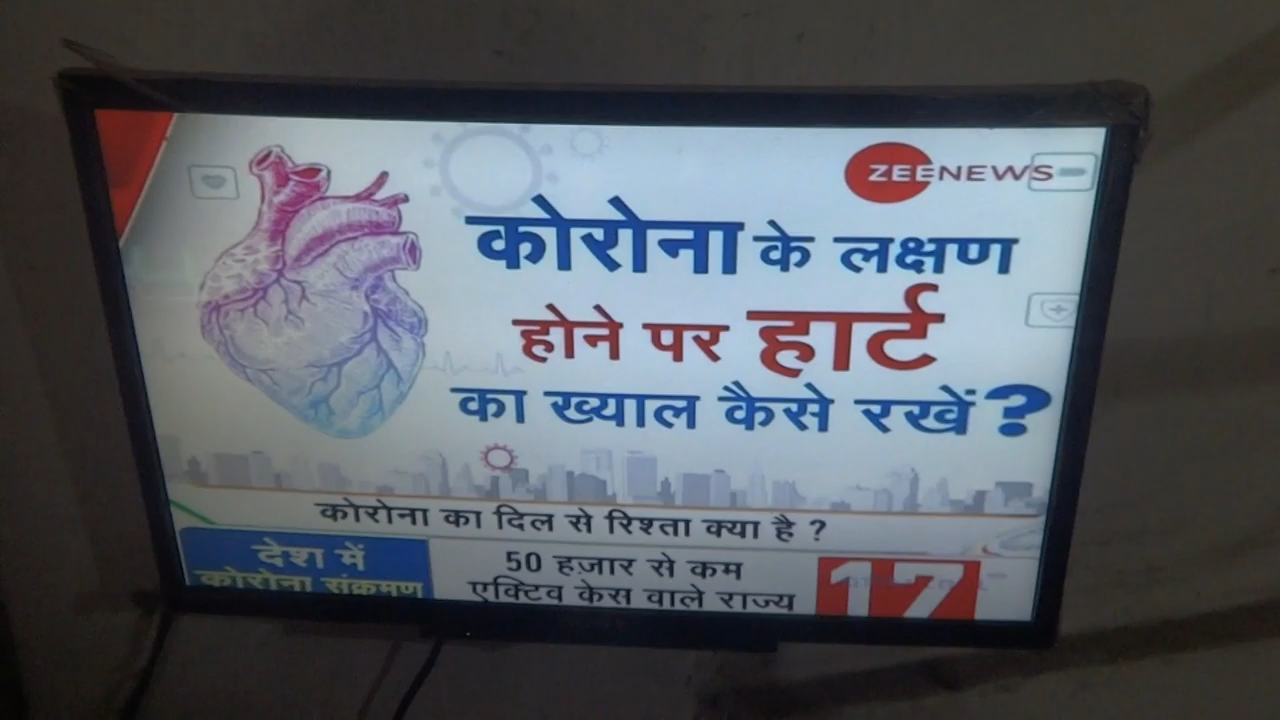 ZEENEWS
कोरोना के लक्षण
होने पर हार्ट
का ख्याल कैसे रखें?
कोरोना का दिल से रिश्ता क्या है ?
देश में
कोरोना संक्रमण
50 हज़ार से कम
एक्टिव केस वाले राज्य
17